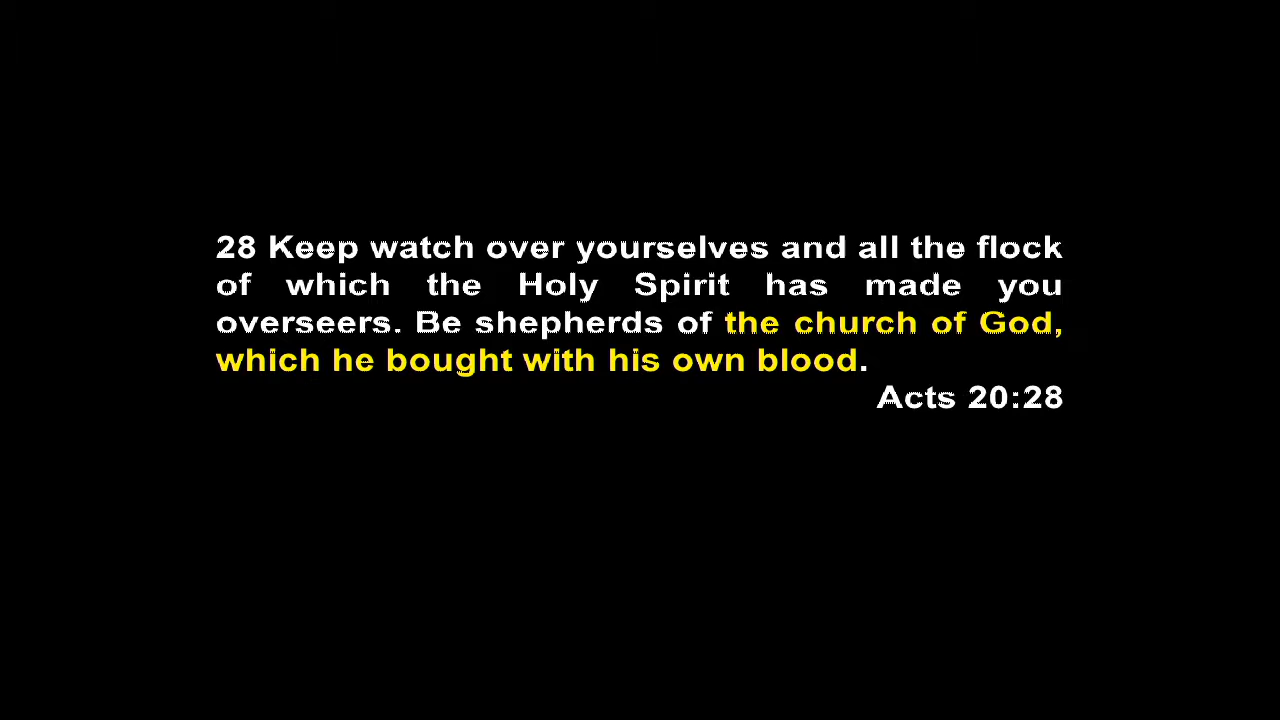 28 Keep watch over yourselves and all the flock
of which the Holy Spirit has made you
overseers. Be shepherds of the church of God,
which he bought with his own blood.
Acts 20:28